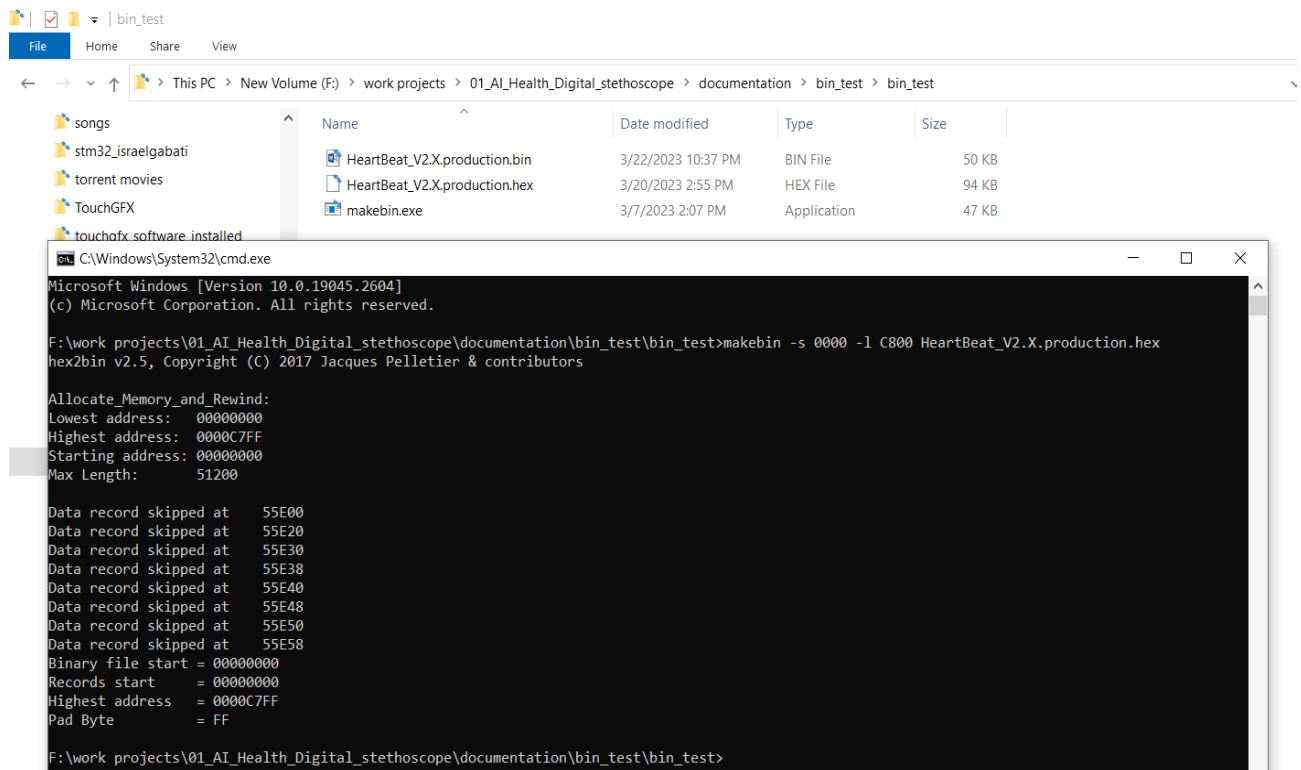 bin_test
File Home Share View
This PC > New Volume (F:) > work projects > 01_AI_Health_Digital_stethoscope > documentation > bin_test > bin_test
songs
stm32_israelgabati
torrent movies
TouchGFX
touchgfx_software_installed
Name Date modified Type Size
HeartBeat_V2.X.production.bin 3/22/2023 10:37 PM BIN File 50 KB
HeartBeat_V2.X.production.hex 3/20/2023 2:55 PM HEX File 94 KB
makebin.exe 3/7/2023 2:07 PM Application 47 KB
C:\Windows\System32\cmd.exe
Microsoft Windows [Version 10.0.19045.2604]
(c) Microsoft Corporation. All rights reserved.
F:\work projects\01_AI_Health_Digital_stethoscope\documentation\bin_test\bin_test>makebin -s 0000 -l C800 HeartBeat_V2.X.production.hex
hex2bin v2.5, Copyright (C) 2017 Jacques Pelletier & contributors
Allocate_Memory_and_Rewind:
Lowest address:   00000000
Highest address:  0000C7FF
Starting address: 00000000
Max Length:       51200
Data record skipped at    55E00
Data record skipped at    55E20
Data record skipped at    55E30
Data record skipped at    55E38
Data record skipped at    55E40
Data record skipped at    55E48
Data record skipped at    55E50
Data record skipped at    55E58
Binary file start = 00000000
Records start     = 00000000
Highest address   = 0000C7FF
Pad Byte          = FF
F:\work projects\01_AI_Health_Digital_stethoscope\documentation\bin_test\bin_test>